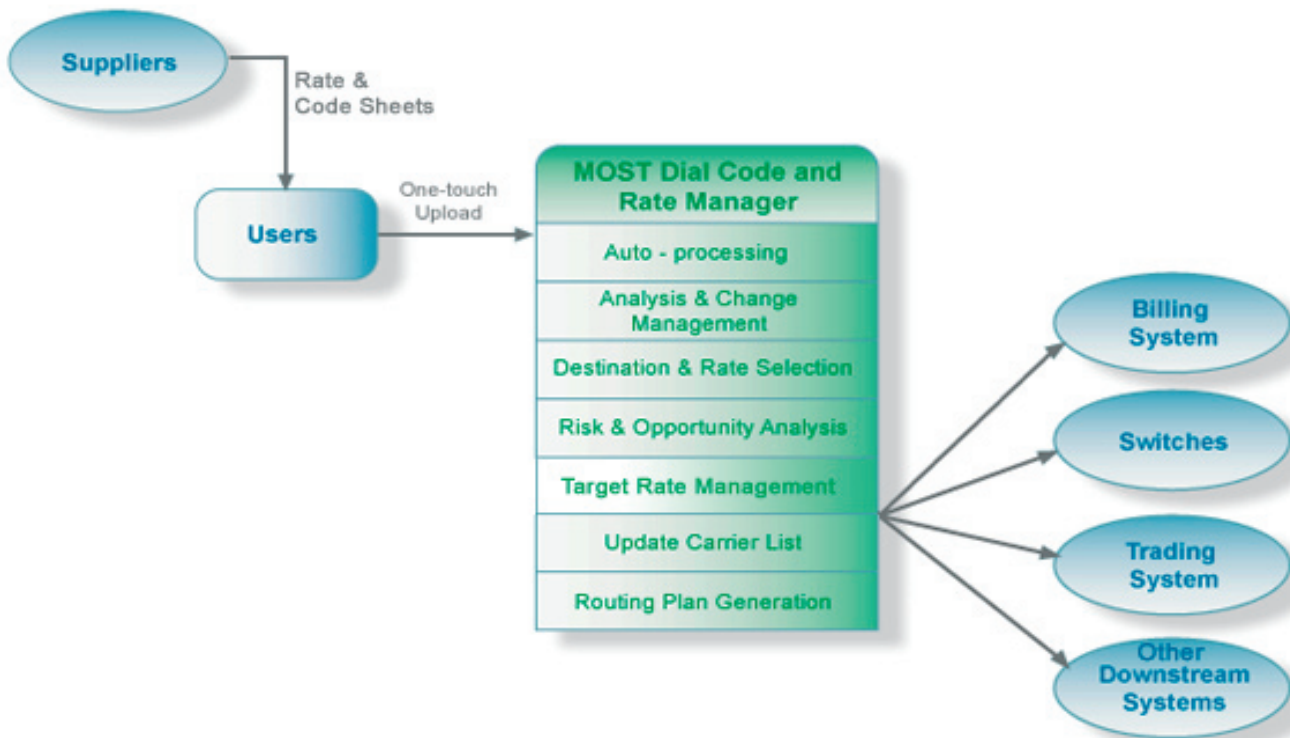 Suppliers
Rate &
Code Sheets
Users
One-touch
Upload
MOST Dial Code and
Rate Manager
Auto - processing
Analysis & Change
Management
Destination & Rate Selection
Risk & Opportunity Analysis
Target Rate Management
Update Carrier List
Routing Plan Generation
Billing
System
Switches
Trading
System
Other
Downstream
Systems